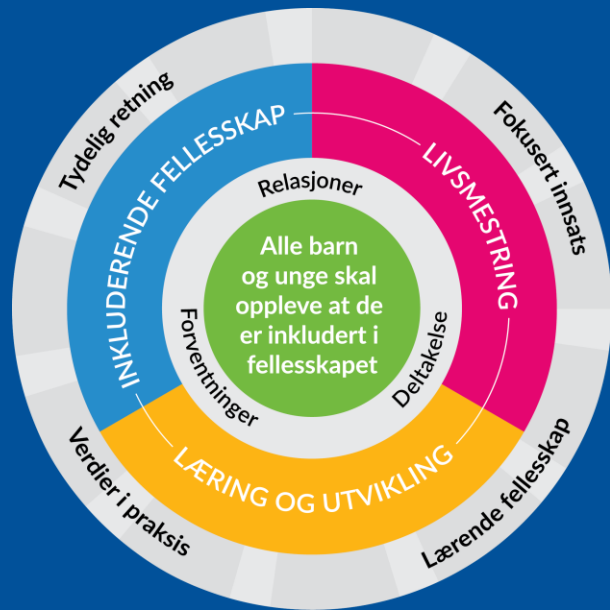 Tydelig retning
Fokusert innsats
INKLUDERENDE FELLESSKAP
LIVSMESTRING
Relasjoner
Alle barn
og unge skal
oppleve at de
er inkludert i
fellesskapet
Forventninger
Deltakelse
LÆRING OG UTVIKLING
Verdier i praksis
Lærende fellesskap